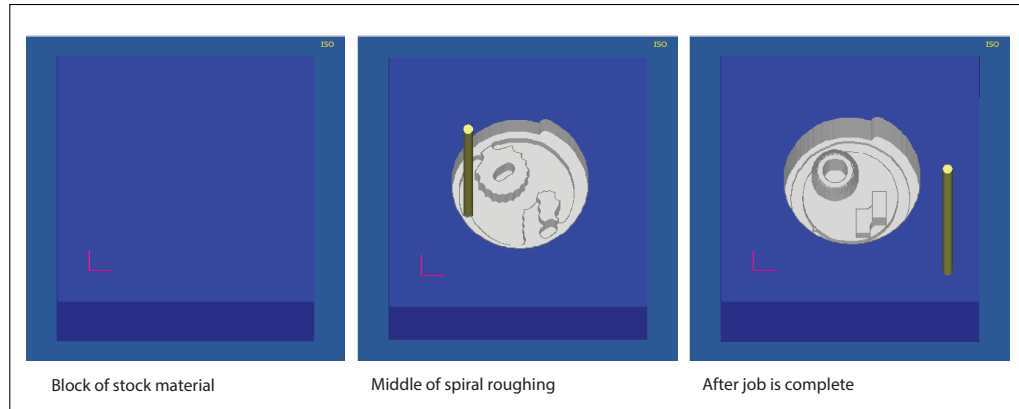 ISO
ISO
ISO
Block of stock material
Middle of spiral roughing
After job is complete